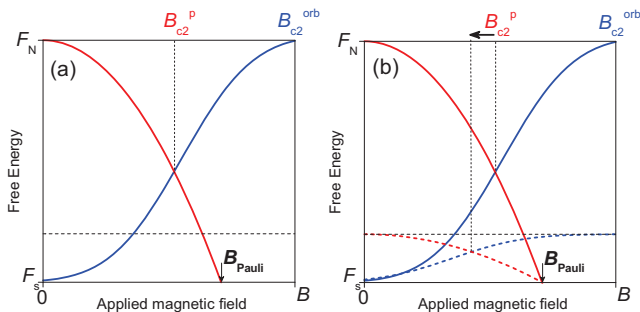 B_c2^p
B_c2^orb
F_N
(a)
Free Energy
B_Pauli
F_s
0
Applied magnetic field
B
B_c2^p
B_c2^orb
F_N
(b)
Free Energy
B_Pauli
F_s
0
Applied magnetic field
B